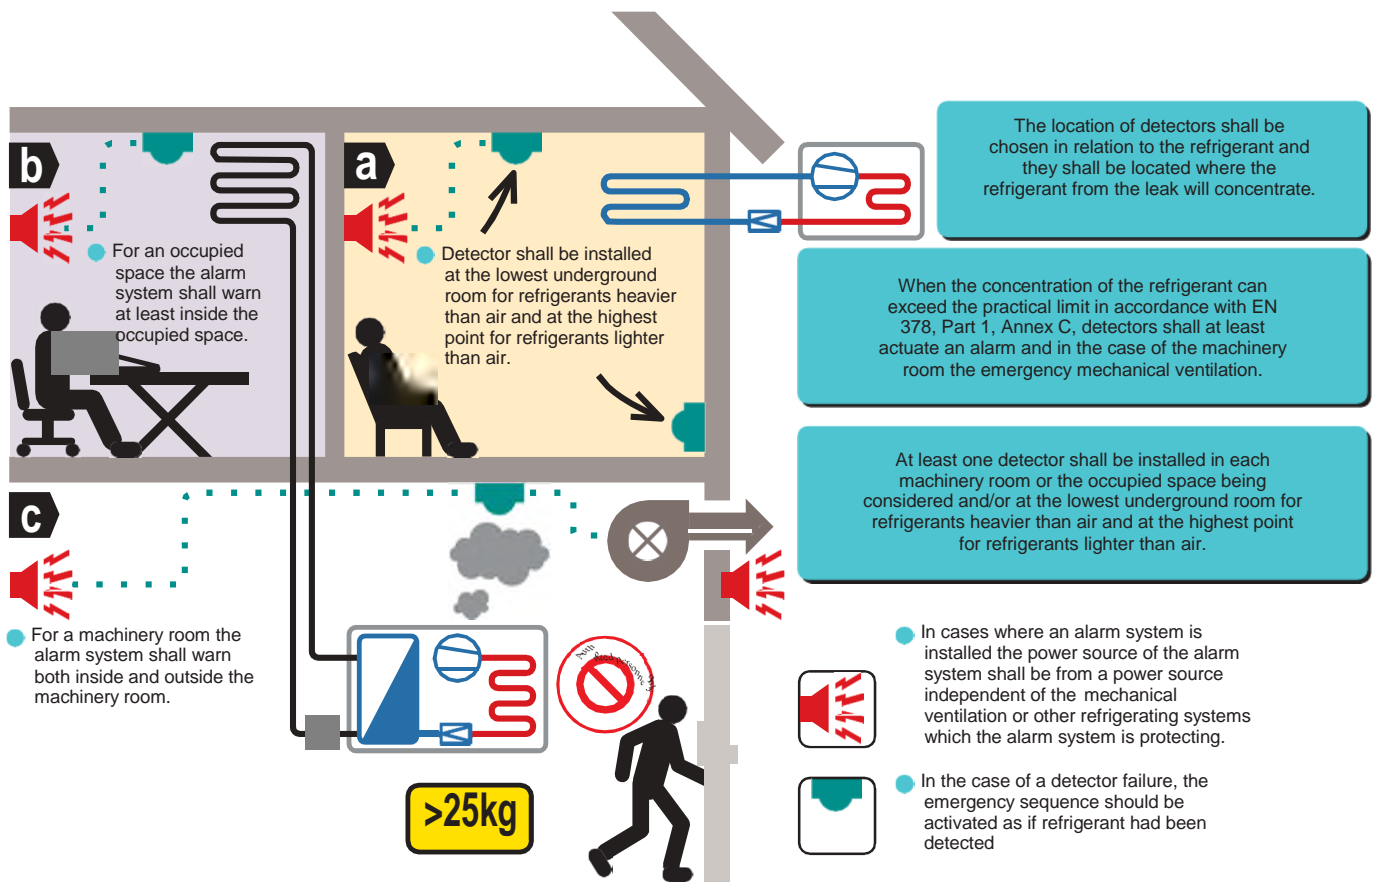 b
For an occupied
space the alarm
system shall warn
at least inside the
occupied space.
a
Detector shall be installed
at the lowest underground
room for refrigerants heavier
than air and at the highest
point for refrigerants lighter
than air.
The location of detectors shall be
chosen in relation to the refrigerant and
they shall be located where the
refrigerant from the leak will concentrate.
When the concentration of the refrigerant can
exceed the practical limit in accordance with EN
378, Part 1, Annex C, detectors shall at least
actuate an alarm and in the case of the machinery
room the emergency mechanical ventilation.
At least one detector shall be installed in each
machinery room or the occupied space being
considered and/or at the lowest underground room for
refrigerants heavier than air and at the highest point
for refrigerants lighter than air.
c
For a machinery room the
alarm system shall warn
both inside and outside the
machinery room.
>25kg
In cases where an alarm system is
installed the power source of the alarm
system shall be from a power source
independent of the mechanical
ventilation or other refrigerating systems
which the alarm system is protecting.
In the case of a detector failure, the
emergency sequence should be
activated as if refrigerant had been
detected